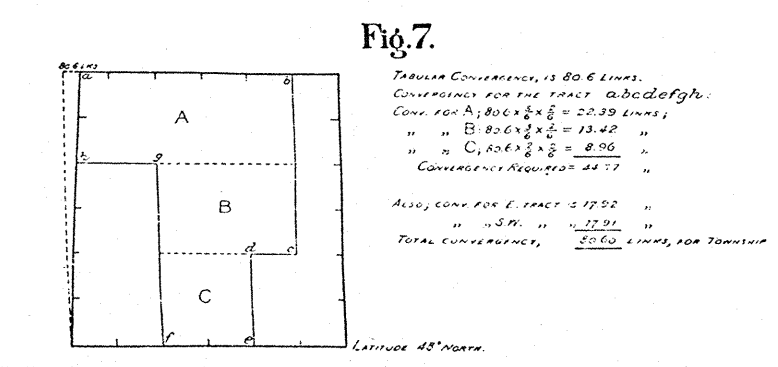 Fig. 7.
80.6 LKS
a
b
TABULAR CONVERGENCY, IS 80.6 LINKS.
CONVERGENCY FOR THE TRACT abcdefgh:
A
CONV. FOR A; 80.6 × 5/6 × 2/6 = 22.39 LINKS;
„ „ B: 80.6 × 3/6 × 2/6 = 13.42 „
„ „ C; 80.6 × 2/6 × 2/6 = 8.96 „
h
g
CONVERGENCY REQUIRED = 44.77 „
B
ALSO; CONV. FOR E. TRACT IS 17.92 „
„ „ S.W. „ „ 17.91 „
TOTAL CONVERGENCY, 80.60 LINKS, FOR TOWNSHIP
d
c
C
f
e
LATITUDE 45° NORTH.